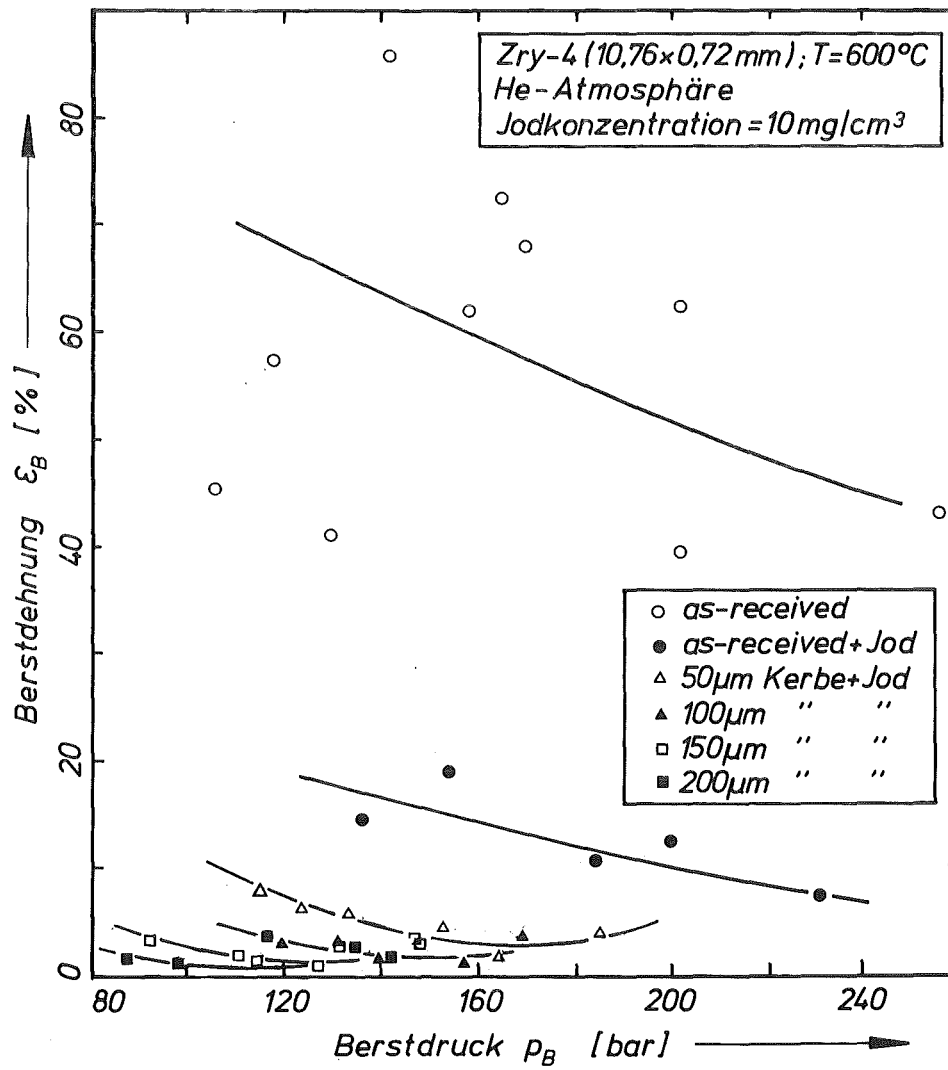 Zry-4 (10,76×0,72 mm); T=600°C
He-Atmosphäre
Jodkonzentration = 10 mg/cm³
80
60
40
20
0
Berstdehnung ε_B [%]
○ as-received
● as-received + Jod
△ 50µm Kerbe+Jod
▲ 100µm " "
□ 150µm " "
■ 200µm " "
80 120 160 200 240
Berstdruck p_B [bar]